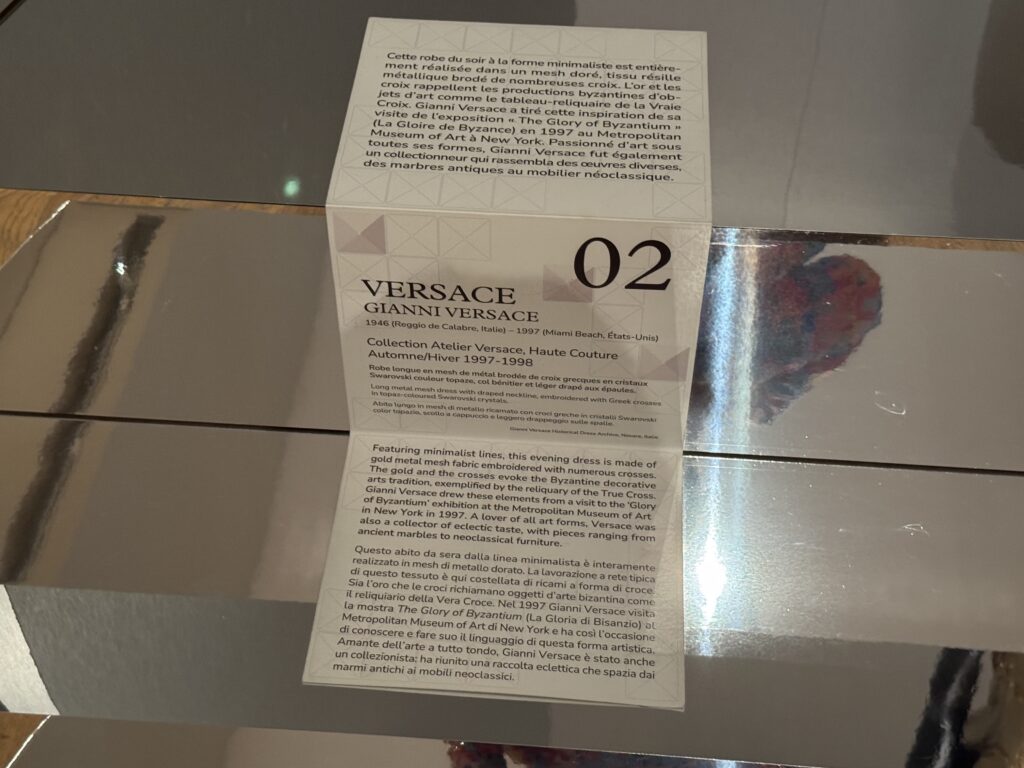 Cette robe du soir à la forme minimaliste est entière-
ment réalisée dans un mesh doré, tissu résille
métallique brodé de nombreuses croix. L'or et les
croix rappellent les productions byzantines d'ob-
jets d'art comme le tableau-reliquaire de la Vraie
Croix. Gianni Versace a tiré cette inspiration de sa
visite de l'exposition « The Glory of Byzantium »
(La Gloire de Byzance) en 1997 au Metropolitan
Museum of Art à New York. Passionné d'art sous
toutes ses formes, Gianni Versace fut également
un collectionneur qui rassembla des œuvres diverses,
des marbres antiques au mobilier néoclassique.
02
VERSACE
GIANNI VERSACE
1946 (Reggio de Calabre, Italie) – 1997 (Miami Beach, États-Unis)
Collection Atelier Versace, Haute Couture
Automne/Hiver 1997-1998
Robe longue en mesh de métal brodée de croix grecques en cristaux
Swarovski couleur topaze, col bénitier et léger drapé aux épaules.
Long metal mesh dress with draped neckline, embroidered with Greek crosses
in topaz-coloured Swarovski crystals.
Abito lungo in mesh di metallo ricamato con croci greche in cristalli Swarovski
color topazio, scollo a cappuccio e leggero drappeggio sulle spalle.
Gianni Versace Historical Dress Archive, Novare, Italie
Featuring minimalist lines, this evening dress is made of
gold metal mesh fabric embroidered with numerous crosses.
The gold and the crosses evoke the Byzantine decorative
arts tradition, exemplified by the reliquary of the True Cross.
Gianni Versace drew these elements from a visit to the 'Glory
of Byzantium' exhibition at the Metropolitan Museum of Art
in New York in 1997. A lover of all art forms, Versace was
also a collector of eclectic taste, with pieces ranging from
ancient marbles to neoclassical furniture.
Questo abito da sera dalla linea minimalista è interamente
realizzato in mesh di metallo dorato. La lavorazione a rete tipica
di questo tessuto è qui costellata di ricami a forma di croce.
Sia l'oro che le croci richiamano oggetti d'arte bizantina come
il reliquiario della Vera Croce. Nel 1997 Gianni Versace visita
la mostra The Glory of Byzantium (La Gloria di Bisanzio) al
Metropolitan Museum of Art di New York e ha così l'occasione
di conoscere e fare suo il linguaggio di questa forma artistica.
Amante dell'arte a tutto tondo, Gianni Versace è stato anche
un collezionista: ha riunito una raccolta eclettica che spazia dai
marmi antichi ai mobili neoclassici.